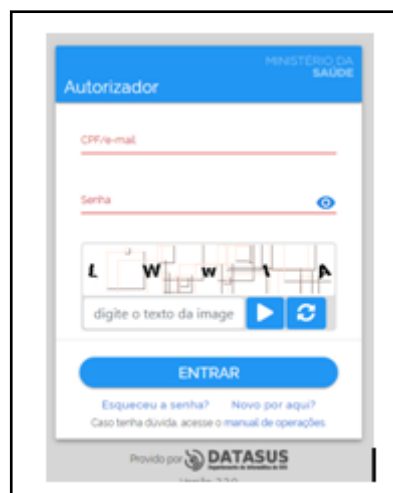 MINISTÉRIO DA
SAÚDE
Autorizador
CPF/e-mail
Senha
L W w A
digite o texto da image
ENTRAR
Esqueceu a senha? Novo por aqui?
Caso tenha dúvida, acesse o manual de operações.
Provido por DATASUS